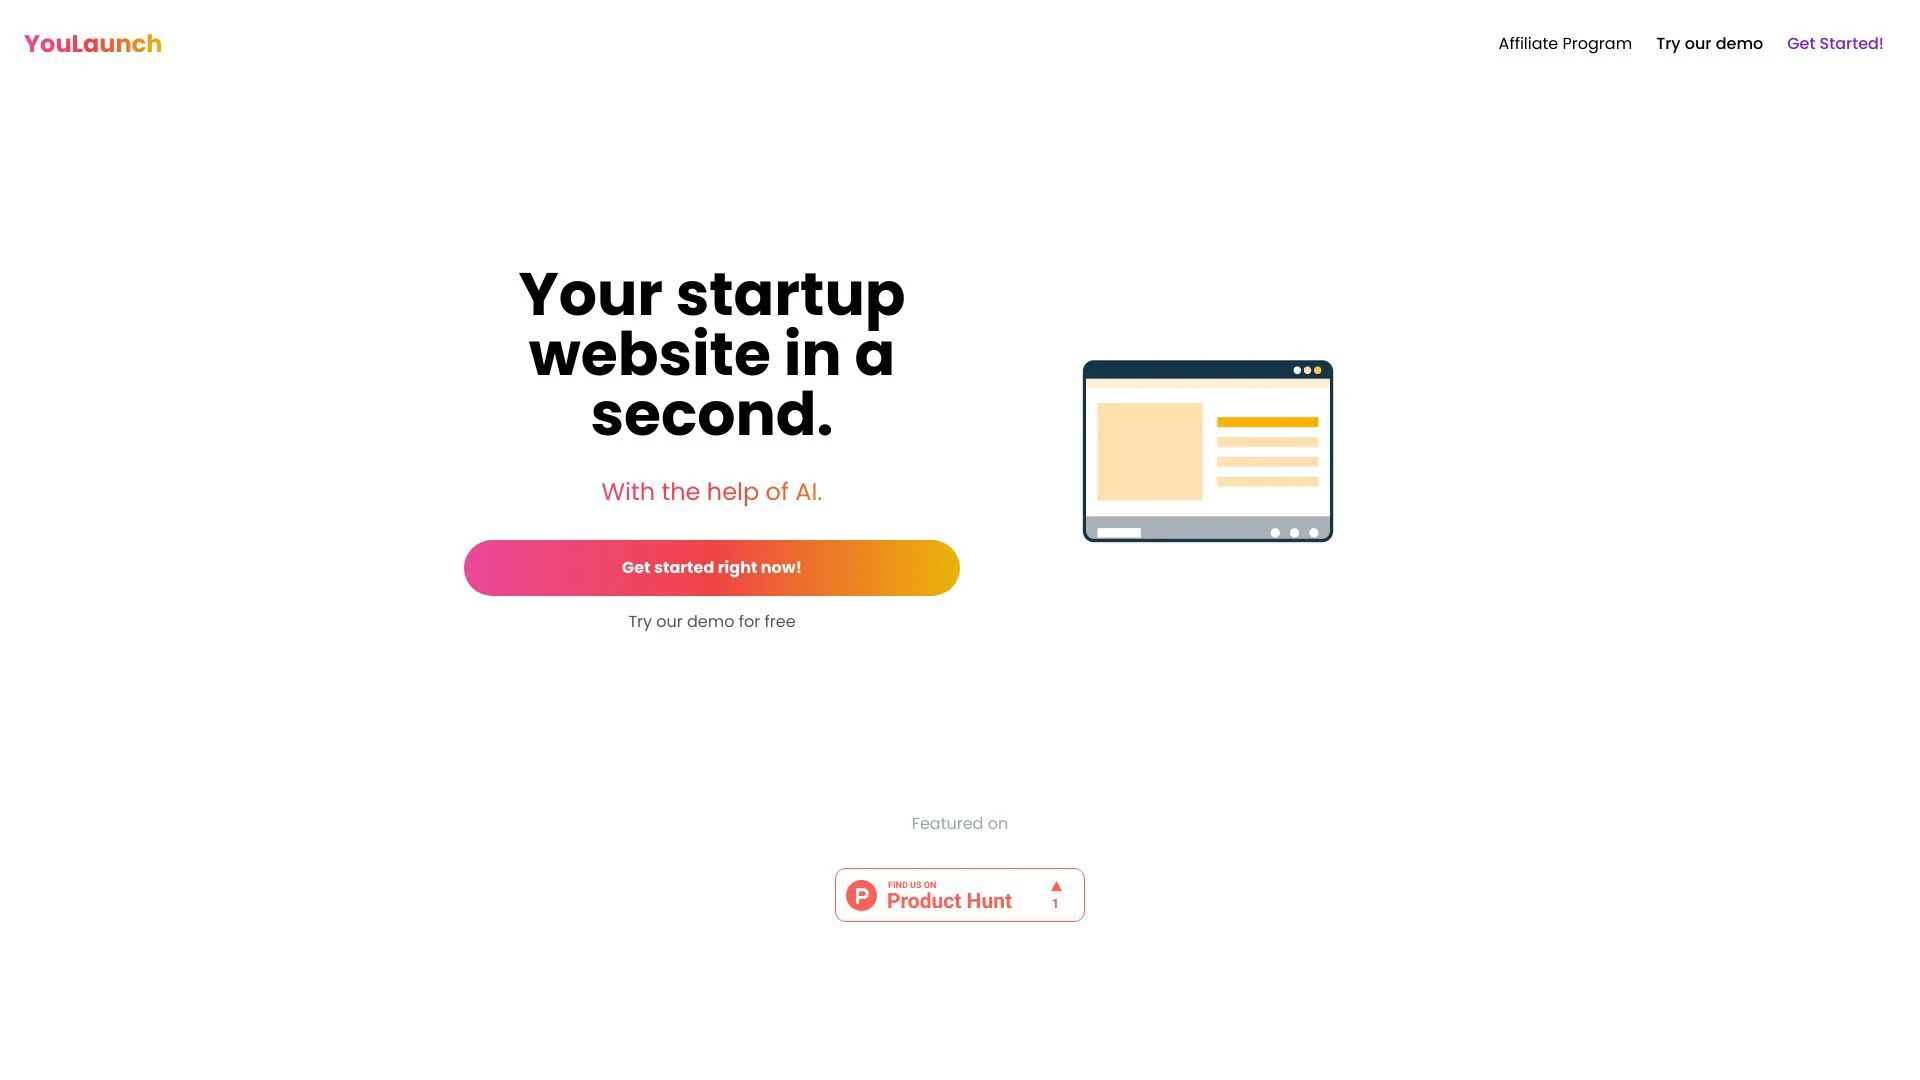 YouLaunch
Affiliate Program
Try our demo
Get Started!
Your startup
website in a
second.
With the help of AI.
Get started right now!
Try our demo for free
Featured on
P
FIND US ON
Product Hunt
1